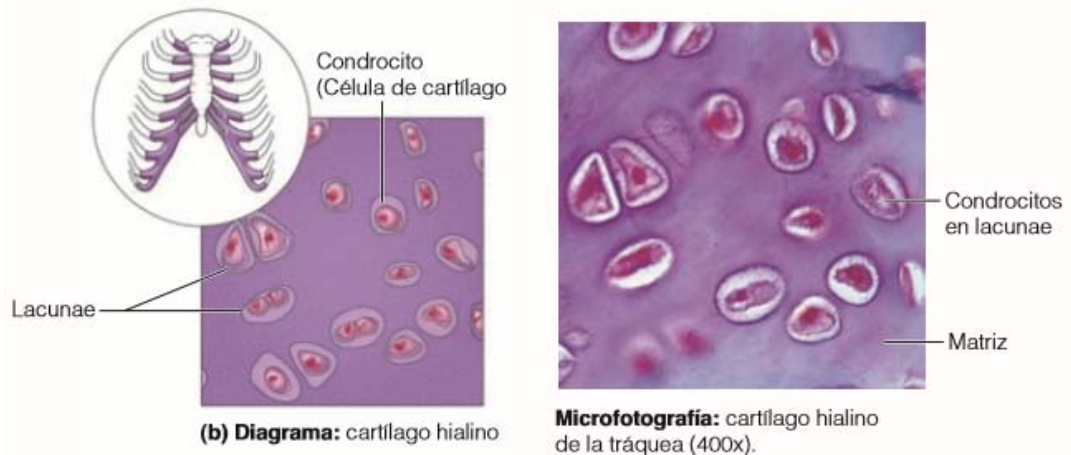 Condrocito
(Célula de cartílago
Lacunae
(b) Diagrama: cartílago hialino
Condrocitos
en lacunae
Matriz
Microfotografía: cartílago hialino
de la tráquea (400x).